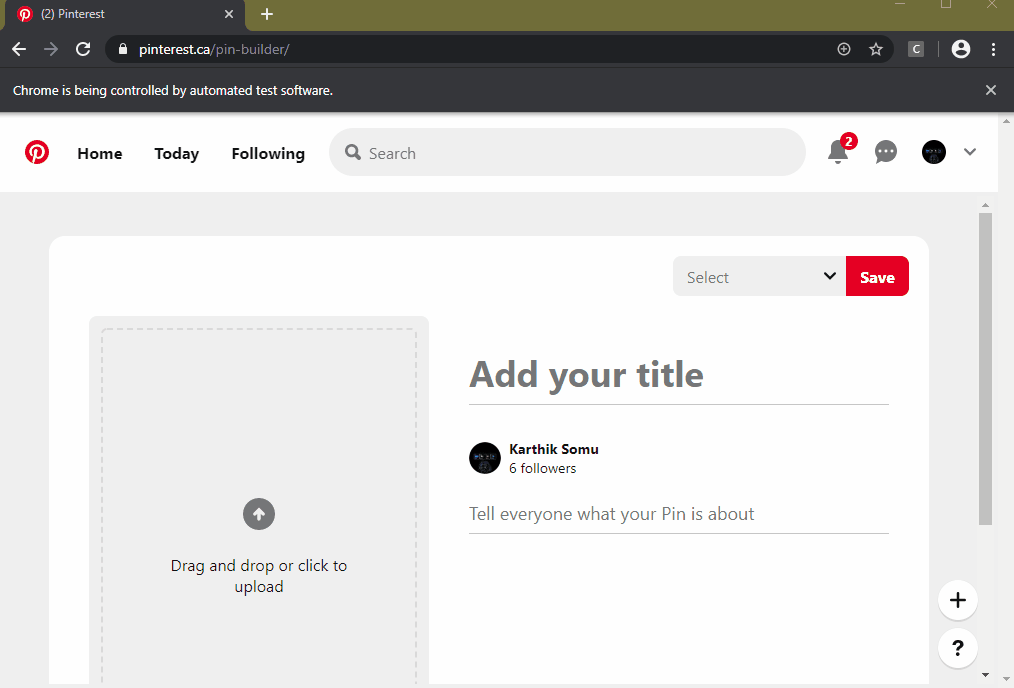 (2) Pinterest
pinterest.ca/pin-builder/
C
Chrome is being controlled by automated test software.
Home Today Following Search 2
Select Save
Add your title
Karthik Somu
6 followers
Tell everyone what your Pin is about
Drag and drop or click to
upload
+
?